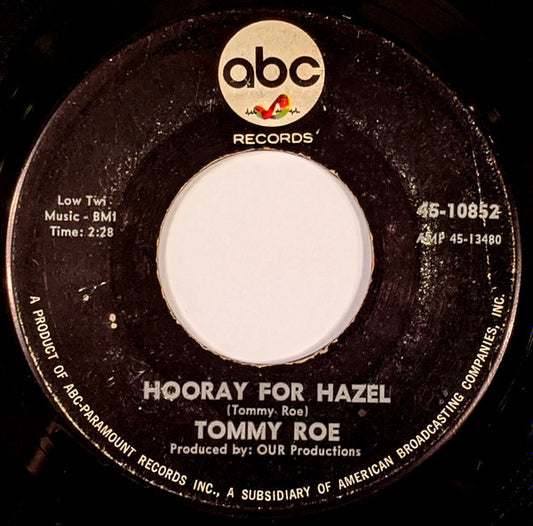 abc
RECORDS
Low Twi
Music - BMI
Time: 2:28
45-10852
AMP 45-13480
HOORAY FOR HAZEL
(Tommy Roe)
TOMMY ROE
Produced by: OUR Productions
A PRODUCT OF ABC-PARAMOUNT RECORDS INC., A SUBSIDIARY OF AMERICAN BROADCASTING COMPANIES, INC.